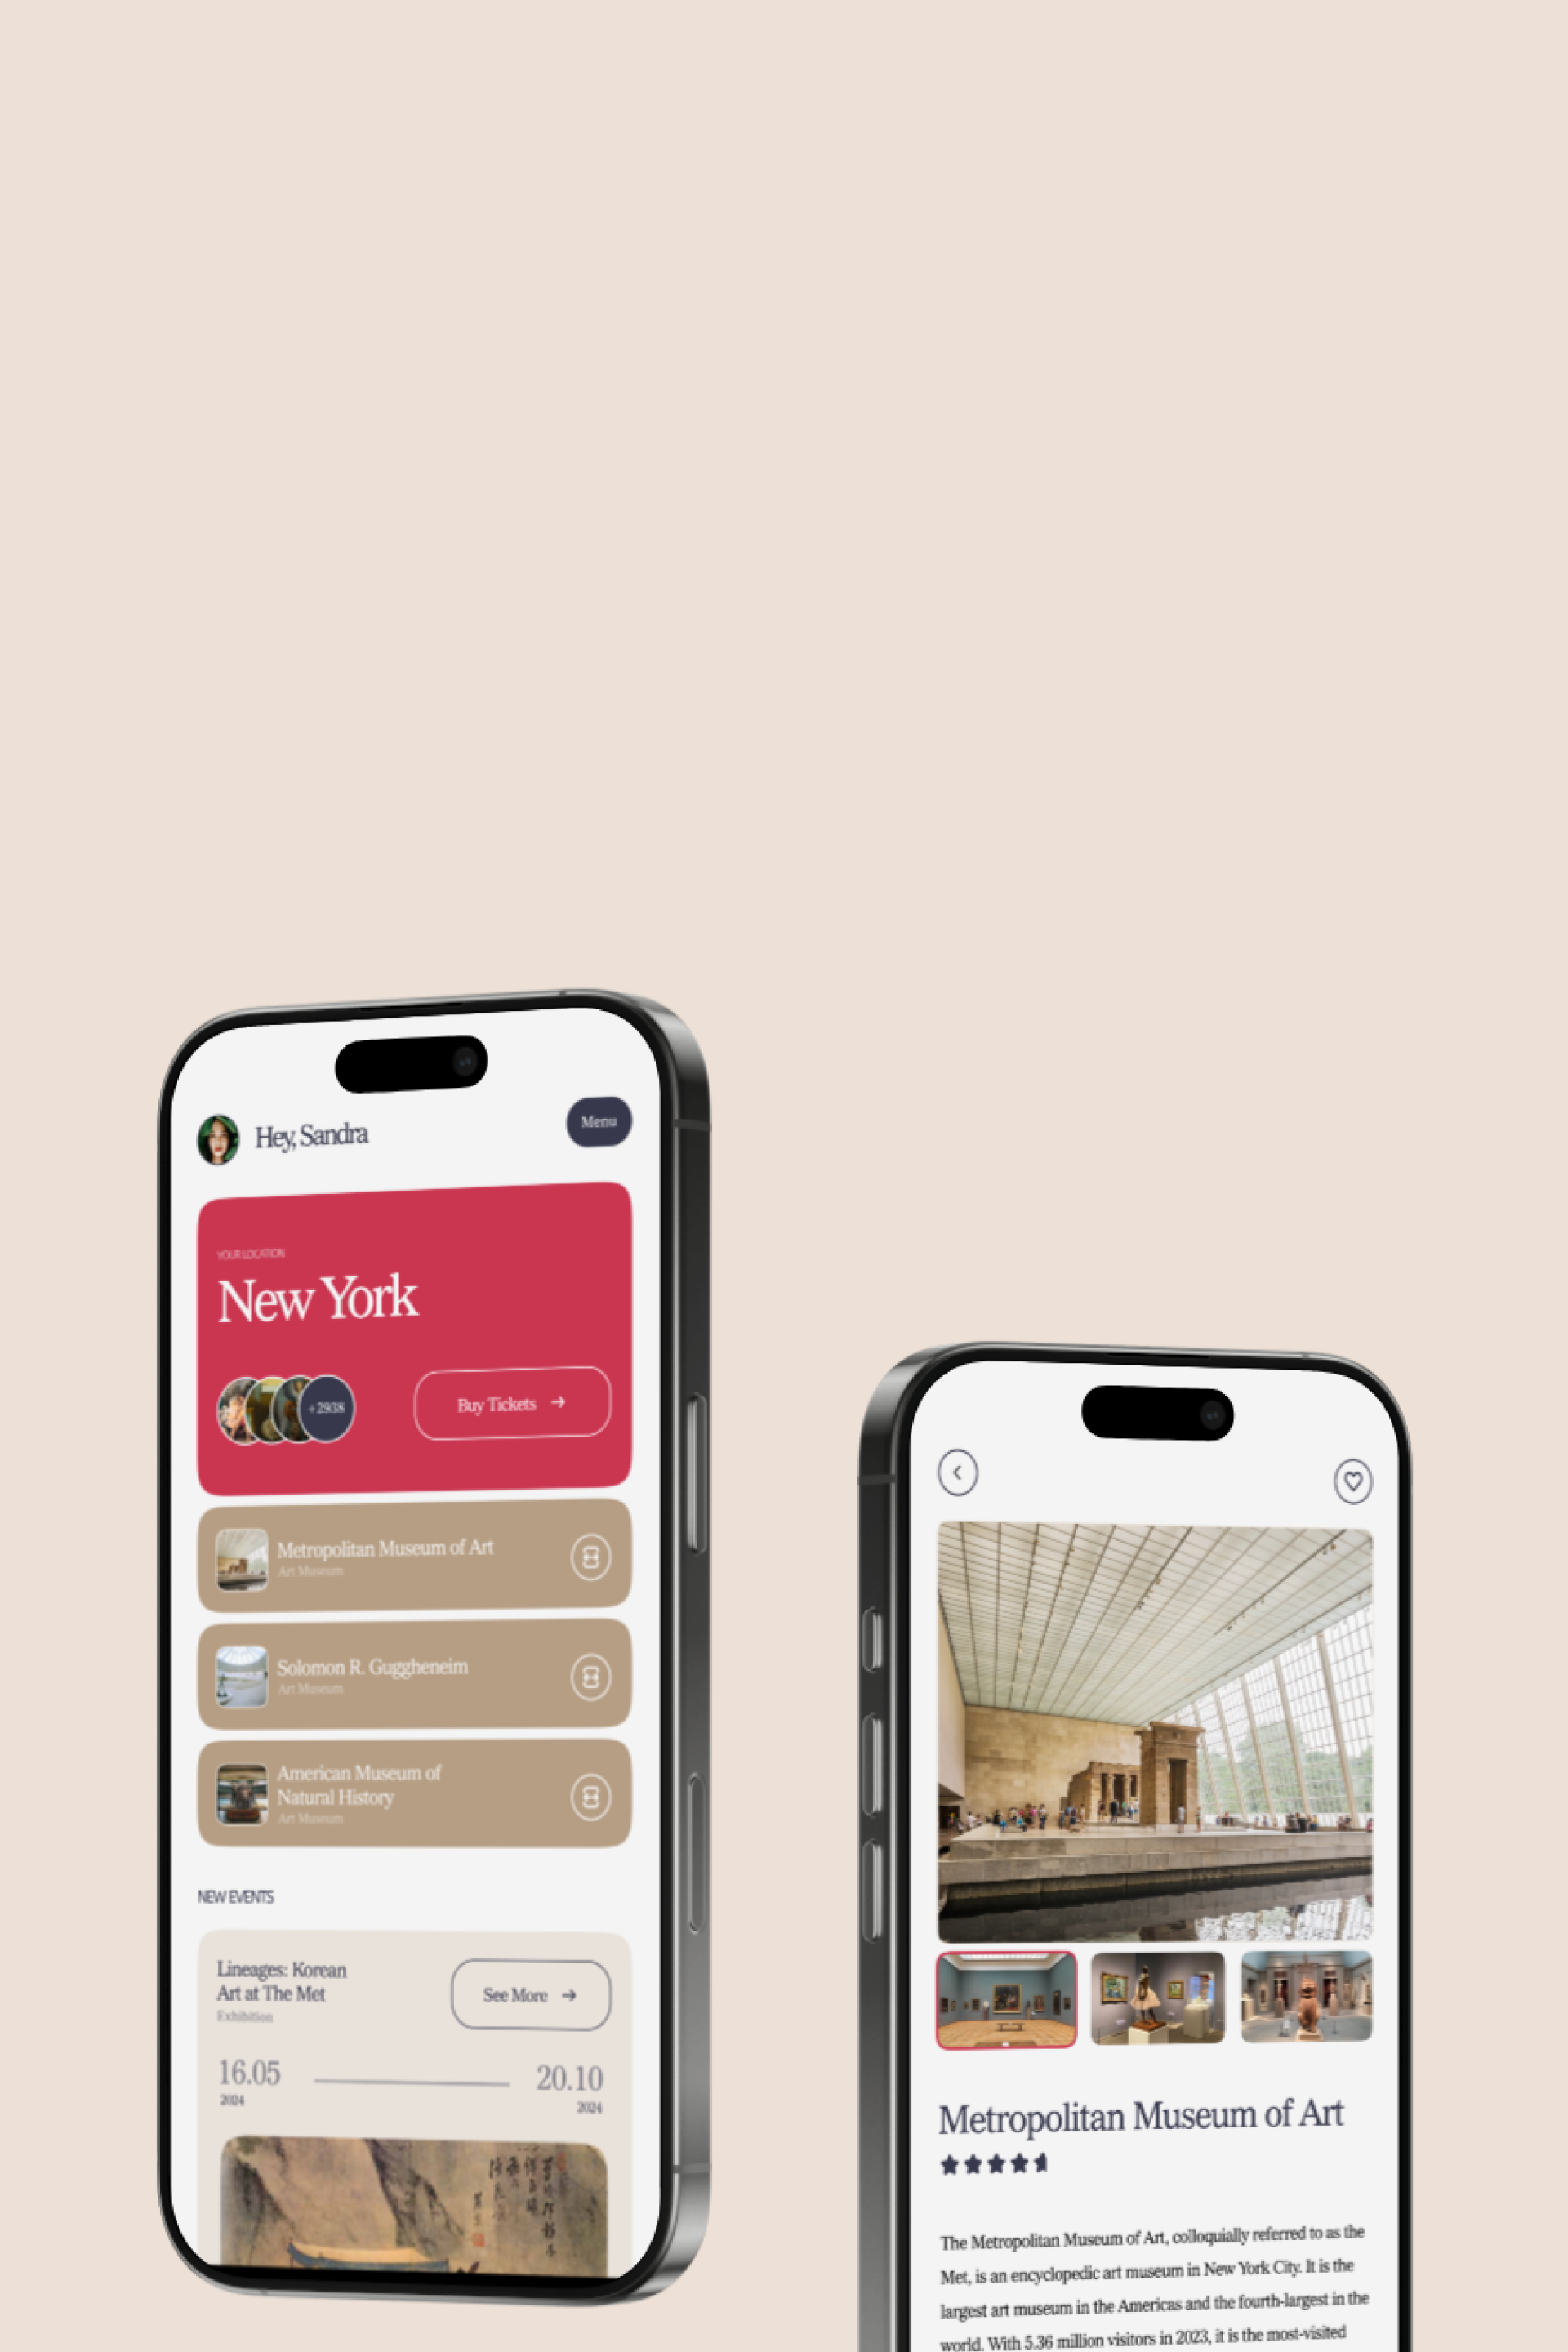 Hey, Sandra
Menu
YOUR LOCATION
New York
+2938
Buy Tickets →
Metropolitan Museum of Art
Art Museum
Solomon R. Guggheneim
Art Museum
American Museum of
Natural History
Art Museum
NEW EVENTS
Lineages: Korean
Art at The Met
Exhibition
See More →
16.05
2024
20.10
2024
Metropolitan Museum of Art
The Metropolitan Museum of Art, colloquially referred to as the
Met, is an encyclopedic art museum in New York City. It is the
largest art museum in the Americas and the fourth-largest in the
world. With 5.36 million visitors in 2023, it is the most-visited